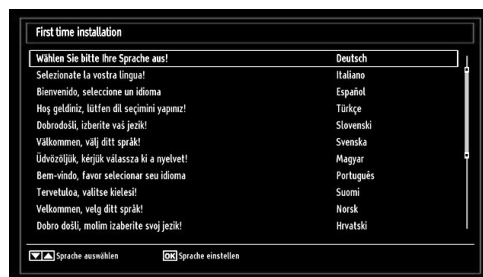 First time installation
Wählen Sie bitte Ihre Sprache aus! Deutsch
Selezionate la vostra lingua! Italiano
Bienvenido, seleccione un idioma Español
Hoş geldiniz, lütfen dil seçimini yapınız! Türkçe
Dobrodošli, izberite vaš jezik! Slovenski
Välkommen, välj ditt språk! Svenska
Üdvözöljük, kérjük válassza ki a nyelvet! Magyar
Bem-vindo, favor selecionar seu idioma Português
Tervetuloa, valitse kielesi! Suomi
Velkommen, velg ditt språk! Norsk
Dobro došli, molim izaberite svoj jezik! Hrvatski
Sprache auswählen OK Sprache einstellen